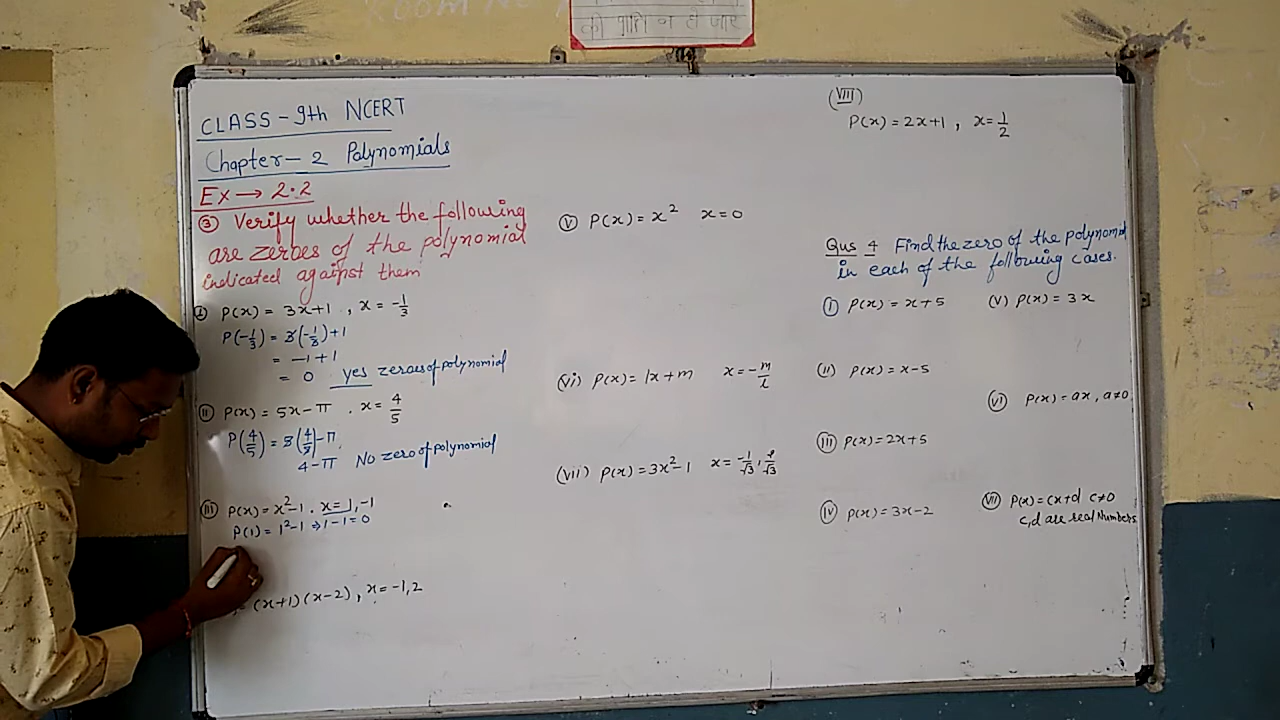 की प्राप्ति न हो जाए
CLASS - 9th NCERT
Chapter - 2 Polynomials
Ex → 2.2
③ Verify whether the following
are zeroes of the polynomial
indicated against them
I P(x) = 3x+1 , x = -1/3
P(-1/3) = 3(-1/3)+1
= -1+1
= 0 yes zeroes of polynomial
II P(x) = 5x-π . x = 4/5
P(4/5) = 5(4/5)-π
4-π No zero of polynomial
III P(x) = x²-1 . x=1,-1
P(1) = 1²-1 ⇒ 1-1=0
= (x+1)(x-2), x=-1,2
V P(x) = x² x=0
(vi) P(x) = lx+m x=-m/l
(vii) P(x) = 3x²-1 x=-1/√3,
(VIII)
P(x) = 2x+1 , x=1/2
Qus 4 Find the zero of the polynomial
in each of the following cases.
I P(x) = x+5 (V) P(x) = 3x
(II) P(x) = x-5
(VI) P(x) = ax, a≠0
III P(x) = 2x+5
IV P(x) = 3x-2
VII P(x) = cx+d c≠0
c,d are real Numbers